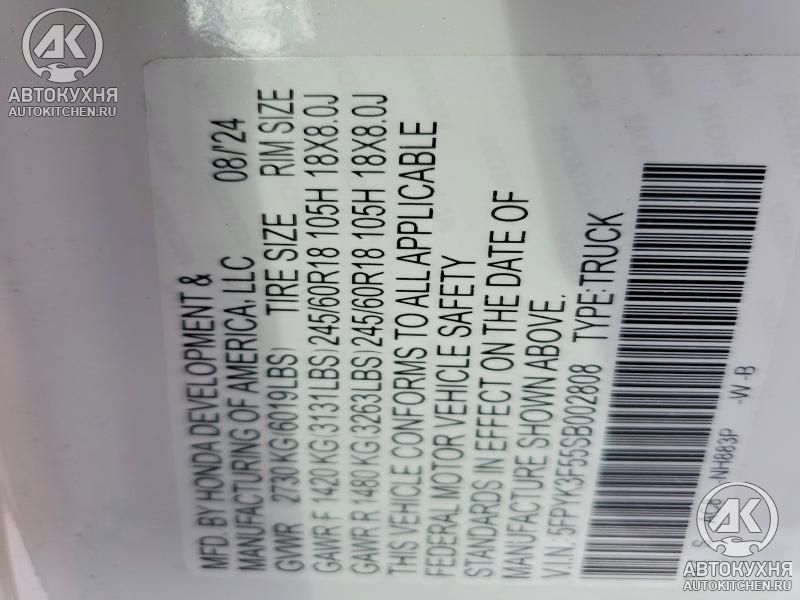 MFD. BY HONDA DEVELOPMENT &
MANUFACTURING OF AMERICA, LLC 08/'24
GVWR 2730 KG(6019LBS) TIRE SIZE RIM SIZE
GAWR F 1420 KG(3131LBS) 245/60R18 105H 18X8.0J
GAWR R 1480 KG(3263LBS) 245/60R18 105H 18X8.0J
THIS VEHICLE CONFORMS TO ALL APPLICABLE
FEDERAL MOTOR VEHICLE SAFETY
STANDARDS IN EFFECT ON THE DATE OF
MANUFACTURE SHOWN ABOVE.
V.I.N: 5FPYK3F55SB002808 TYPE:TRUCK
NH883P -W -B
АК
АВТОКУХНЯ
AUTOKITCHEN.RU
АК
АВТОКУХНЯ
AUTOKITCHEN.RU